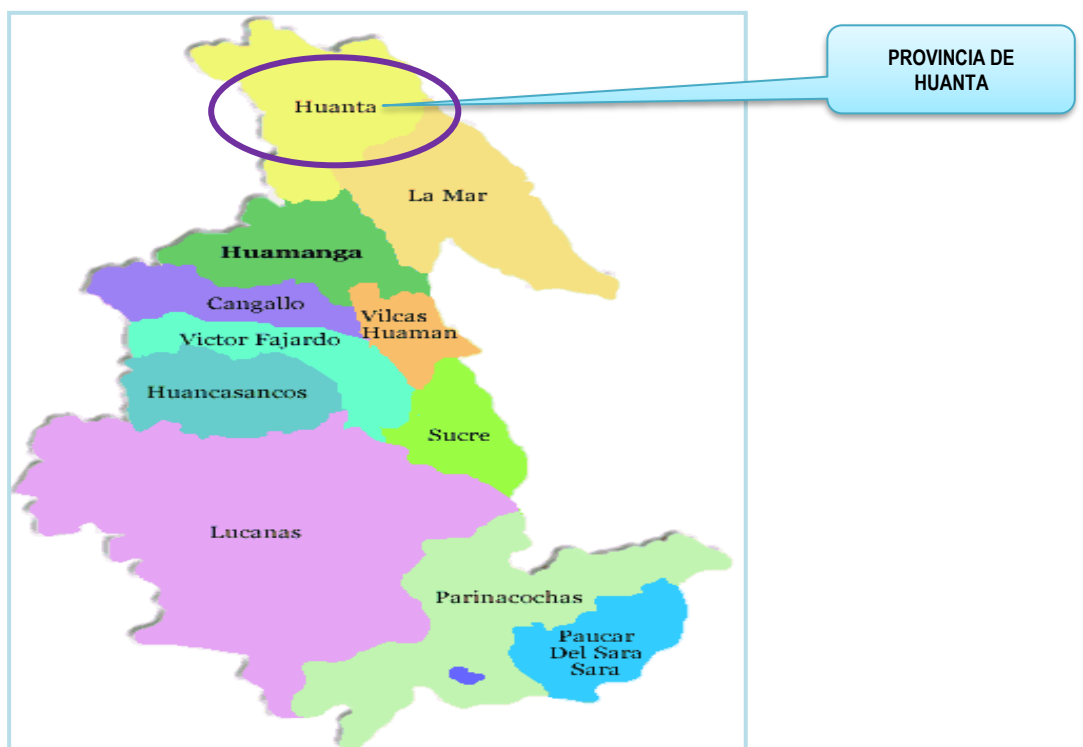 PROVINCIA DE
HUANTA
Huanta
La Mar
Huamanga
Cangallo
Vilcas
Huaman
Victor Fajardo
Huancasancos
Sucre
Lucanas
Parinacochas
Paucar
Del Sara
Sara